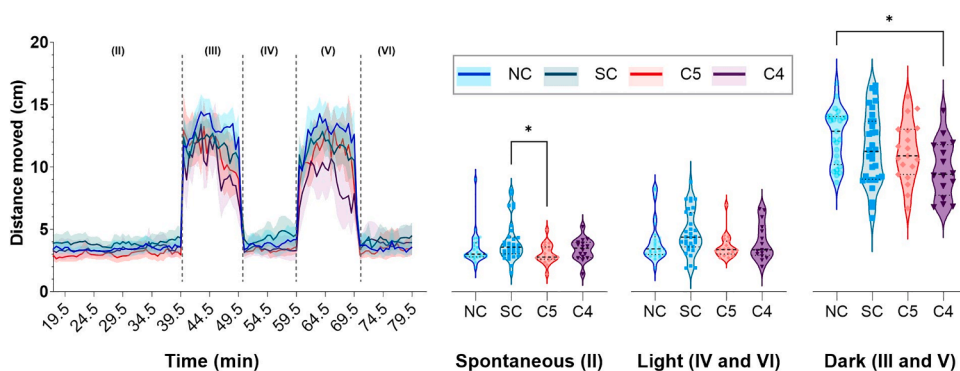 Distance moved (cm)
20
15
10
5
0
(II)
(III)
(IV)
(V)
(VI)
19.5
24.5
29.5
34.5
39.5
44.5
49.5
54.5
59.5
64.5
69.5
74.5
79.5
Time (min)
NC SC C5 C4
*
NC SC C5 C4
Spontaneous (II)
NC SC C5 C4
Light (IV and VI)
*
NC SC C5 C4
Dark (III and V)